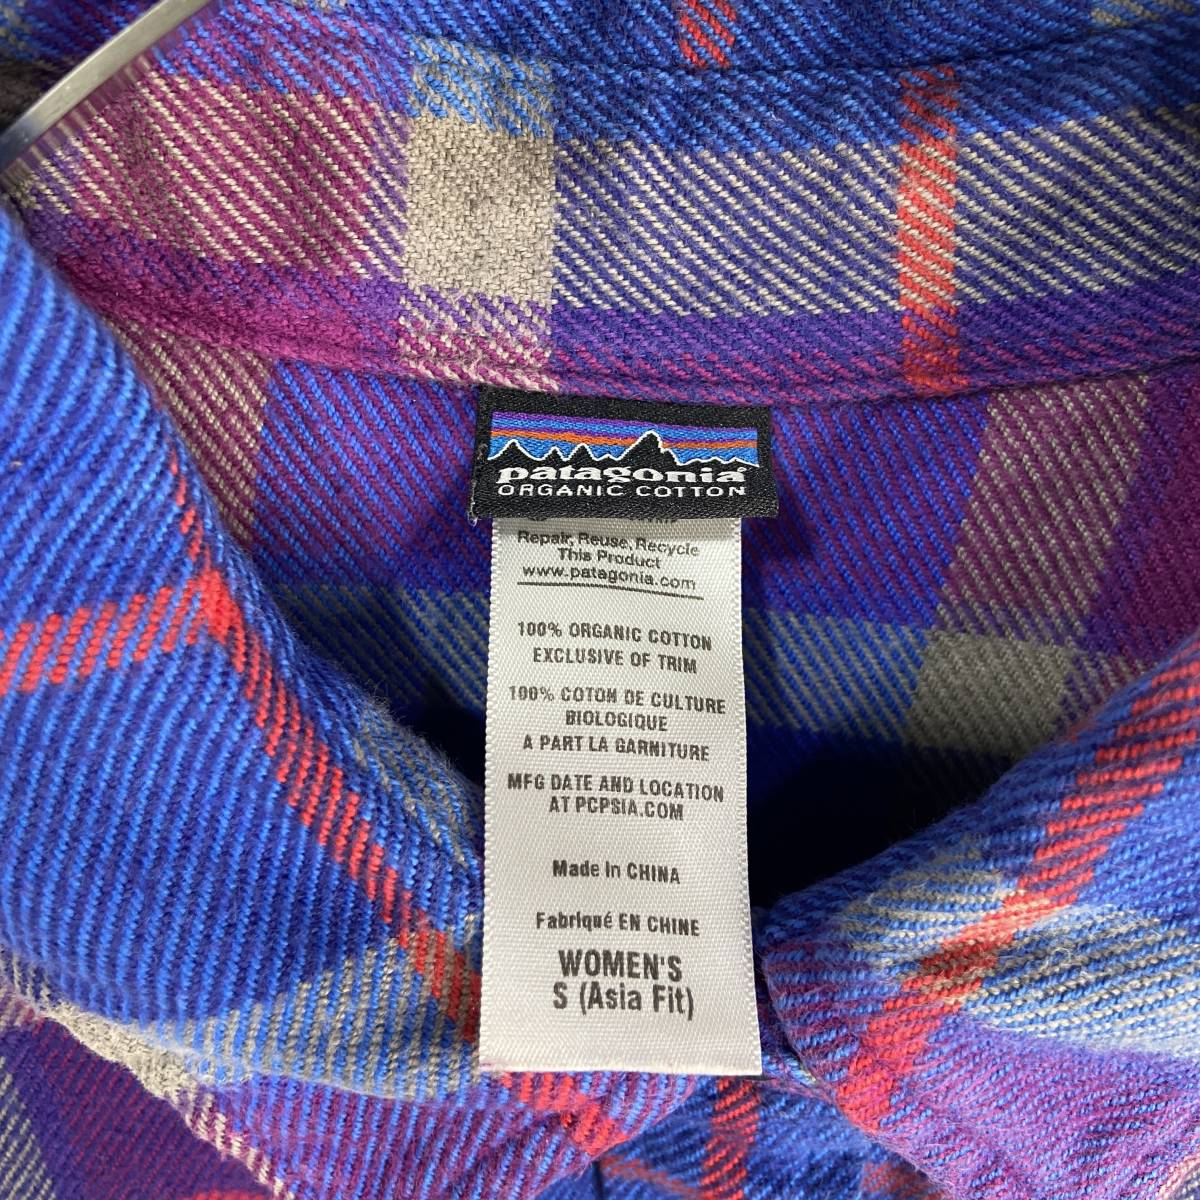 patagonia®
ORGANIC COTTON
Repair, Reuse, Recycle
This Product
www.patagonia.com
100% ORGANIC COTTON
EXCLUSIVE OF TRIM
100% COTON DE CULTURE
BIOLOGIQUE
A PART LA GARNITURE
MFG DATE AND LOCATION
AT PCPSIA.COM
Made In CHINA
Fabriqué EN CHINE
WOMEN'S
S (Asia Fit)